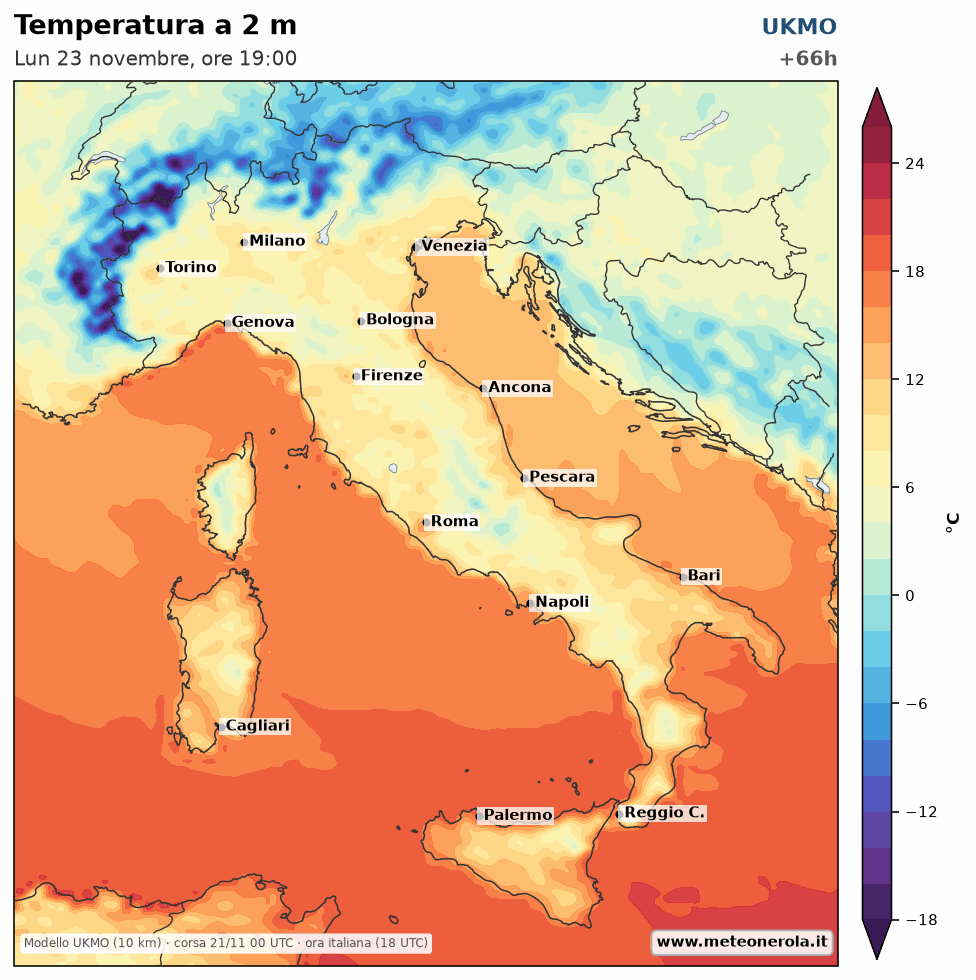 Temperatura a 2 m
UKMO
Lun 23 novembre, ore 19:00
+66h
Milano
Venezia
Torino
Genova
Bologna
Firenze
Ancona
Pescara
Roma
Bari
Napoli
Cagliari
Palermo
Reggio C.
24
18
12
6
0
−6
−12
−18
°C
Modello UKMO (10 km) · corsa 21/11 00 UTC · ora italiana (18 UTC)
www.meteonerola.it